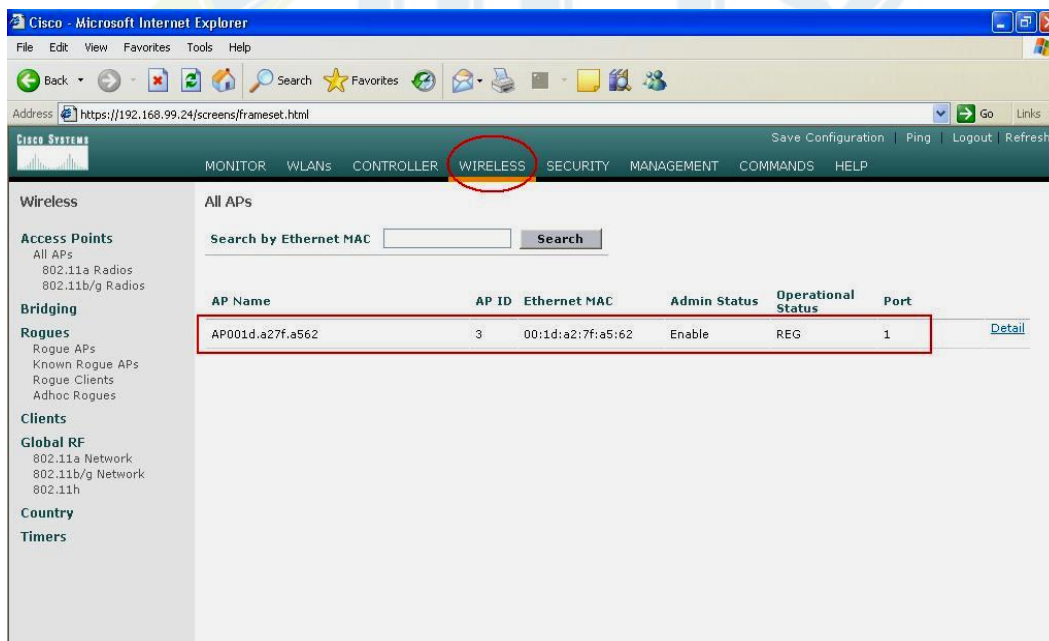 Cisco - Microsoft Internet Explorer
File Edit View Favorites Tools Help
Back Search Favorites
Address https://192.168.99.24/screens/frameset.html Go Links
CISCO SYSTEMS
Save Configuration | Ping | Logout | Refresh
MONITOR WLANs CONTROLLER WIRELESS SECURITY MANAGEMENT COMMANDS HELP
Wireless
Access Points
All APs
802.11a Radios
802.11b/g Radios
Bridging
Rogues
Rogue APs
Known Rogue APs
Rogue Clients
Adhoc Rogues
Clients
Global RF
802.11a Network
802.11b/g Network
802.11h
Country
Timers
All APs
Search by Ethernet MAC Search
AP Name AP ID Ethernet MAC Admin Status Operational Status Port
AP001d.a27f.a562 3 00:1d:a2:7f:a5:62 Enable REG 1 Detail